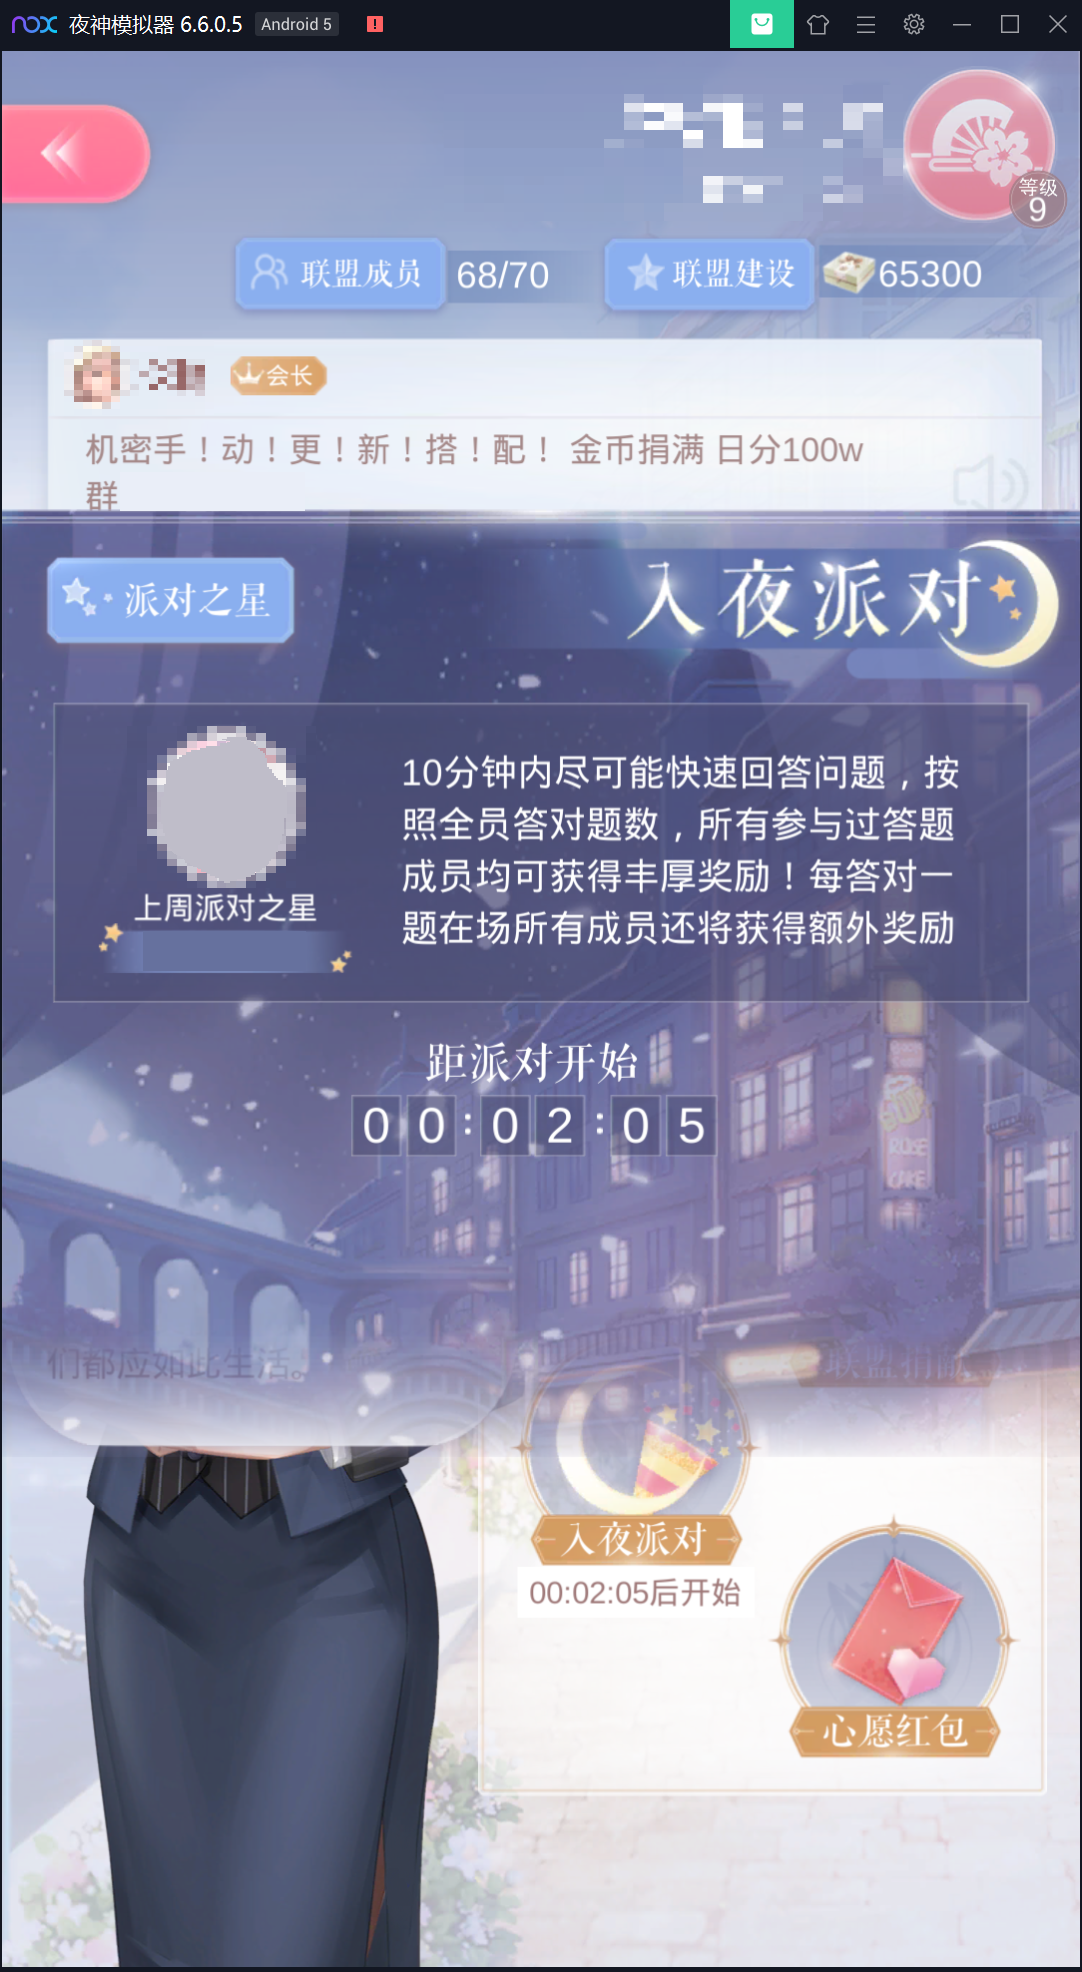 nox 夜神模拟器 6.6.0.5 Android 5
等级
9
联盟成员 68/70 联盟建设 65300
会长
机密手！动！更！新！搭！配！ 金币捐满 日分100w
群
派对之星
入夜派对
10分钟内尽可能快速回答问题，按
照全员答对题数，所有参与过答题
成员均可获得丰厚奖励！每答对一
题在场所有成员还将获得额外奖励
上周派对之星
距派对开始
00:02:05
们都应如此生活。
联盟捐献
入夜派对
00:02:05后开始
心愿红包